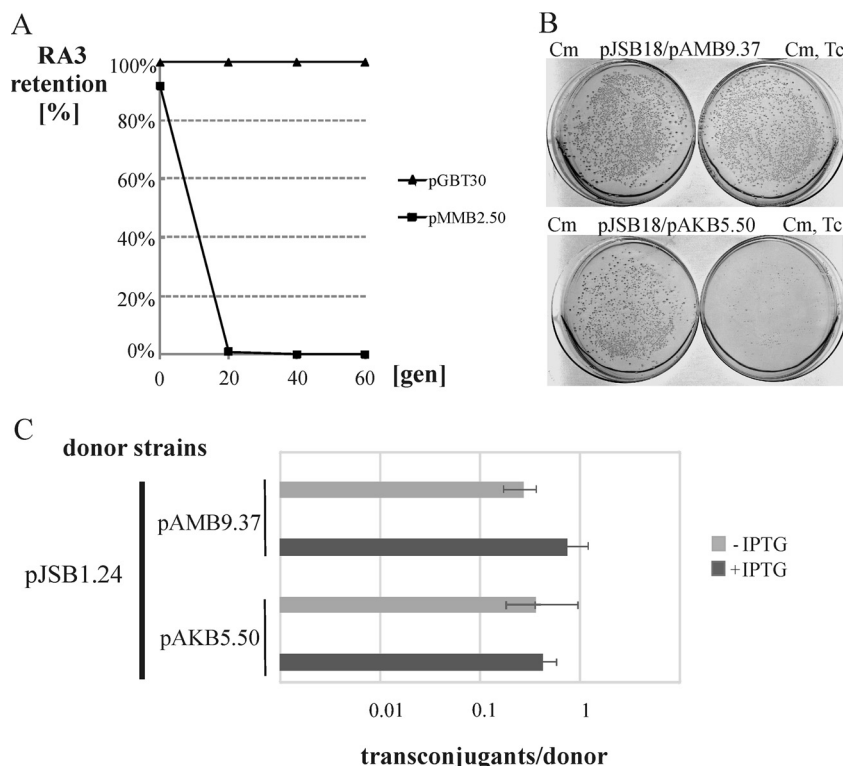 A
RA3
retention
[%]
100%
80%
60%
40%
20%
0%
0 20 40 60 [gen]
pGBT30
pMMB2.50
B
Cm pJSB18/pAMB9.37 Cm, Tc
Cm pJSB18/pAKB5.50 Cm, Tc
C
donor strains
pJSB1.24
pAMB9.37
pAKB5.50
- IPTG
+IPTG
0.01 0.1 1
transconjugants/donor